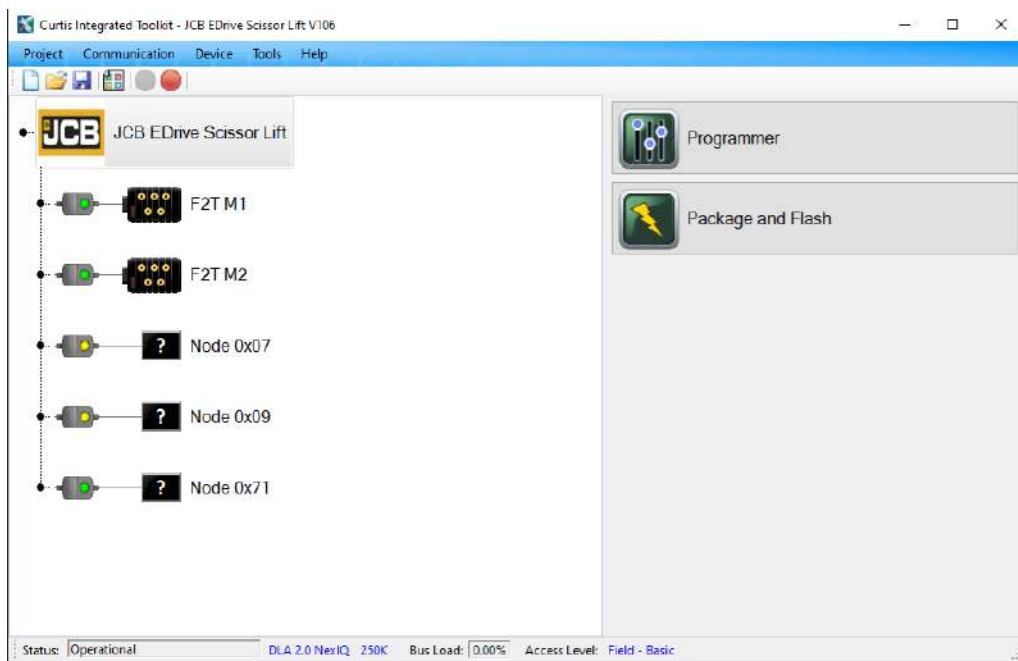 Curtis Integrated Toolkit - JCB EDrive Scissor Lift V106
Project Communication Device Tools Help
JCB JCB EDrive Scissor Lift
F2T M1
F2T M2
? Node 0x07
? Node 0x09
? Node 0x71
Programmer
Package and Flash
Status: Operational DLA 2.0 NexIQ 250K Bus Load: 0.00% Access Level: Field - Basic